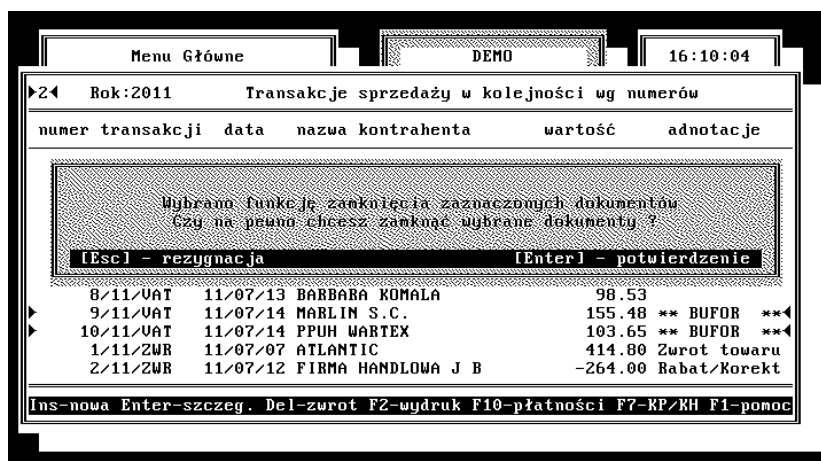 Menu Główne DEMO 16:10:04
2 Rok:2011 Transakcje sprzedaży w kolejności wg numerów
numer transakcji data nazwa kontrahenta wartość adnotacje
Wybrano funkcję zamknięcia zaznaczonych dokumentów
Czy na pewno chcesz zamknąć wybrane dokumenty ?
[Esc] - rezygnacja [Enter] - potwierdzenie
8/11/VAT 11/07/13 BARBARA KOMALA 98.53
9/11/VAT 11/07/14 MARLIN S.C. 155.48 ** BUFOR **
10/11/VAT 11/07/14 PPUH WARTEX 103.65 ** BUFOR **
1/11/ZWR 11/07/07 ATLANTIC 414.80 Zwrot towaru
2/11/ZWR 11/07/12 FIRMA HANDLOWA J B -264.00 Rabat/Korekt
Ins-nowa Enter-szczeg. Del-zwrot F2-wydruk F10-płatności F7-KP/KW F1-pomoc